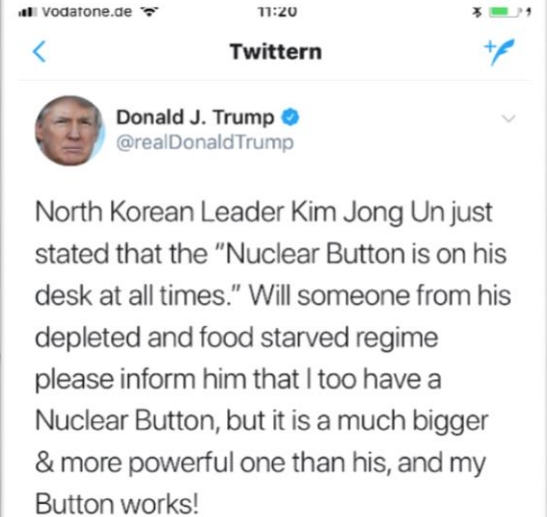 vodafone.de
11:20
Twittern
Donald J. Trump
@realDonaldTrump
North Korean Leader Kim Jong Un just
stated that the "Nuclear Button is on his
desk at all times." Will someone from his
depleted and food starved regime
please inform him that I too have a
Nuclear Button, but it is a much bigger
& more powerful one than his, and my
Button works!